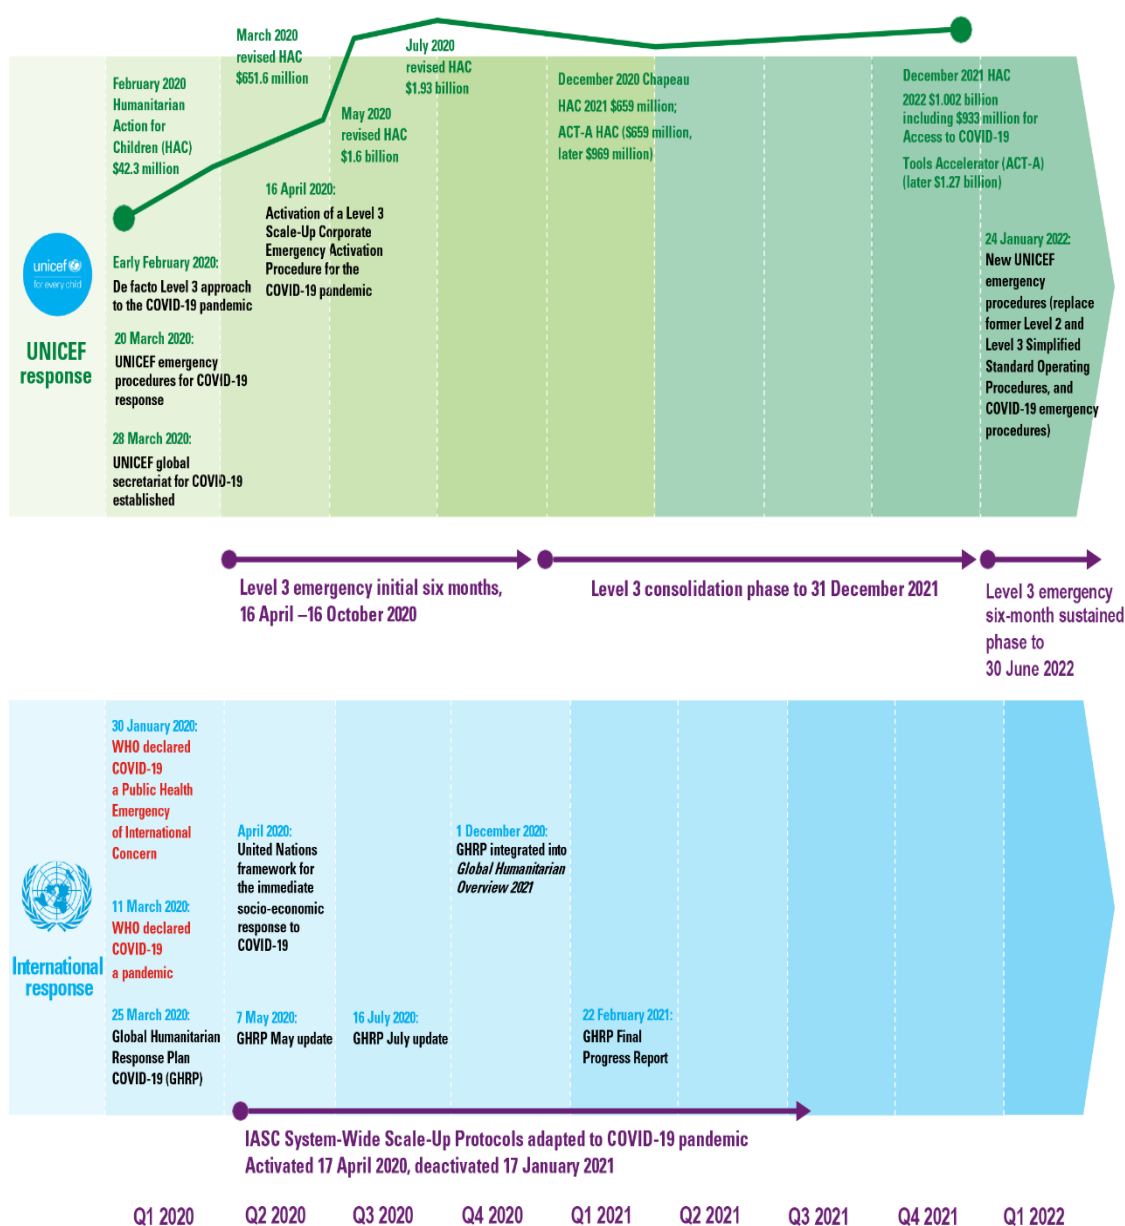 March 2020
revised HAC
$651.6 million
July 2020
revised HAC
$1.93 billion
February 2020
Humanitarian
Action for
Children (HAC)
$42.3 million
May 2020
revised HAC
$1.6 billion
December 2020 Chapeau
HAC 2021 $659 million;
ACT-A HAC ($659 million,
later $969 million)
December 2021 HAC
2022 $1.002 billion
including $933 million for
Access to COVID-19
Tools Accelerator (ACT-A)
(later $1.27 billion)
16 April 2020:
Activation of a Level 3
Scale-Up Corporate
Emergency Activation
Procedure for the
COVID-19 pandemic
unicef
for every child
UNICEF
response
Early February 2020:
De facto Level 3 approach
to the COVID-19 pandemic
20 March 2020:
UNICEF emergency
procedures for COVID-19
response
28 March 2020:
UNICEF global
secretariat for COVID-19
established
24 January 2022:
New UNICEF
emergency
procedures (replace
former Level 2 and
Level 3 Simplified
Standard Operating
Procedures, and
COVID-19 emergency
procedures)
Level 3 emergency initial six months,
16 April –16 October 2020
Level 3 consolidation phase to 31 December 2021
Level 3 emergency
six-month sustained
phase to
30 June 2022
International
response
30 January 2020:
WHO declared
COVID-19
a Public Health
Emergency
of International
Concern
11 March 2020:
WHO declared
COVID-19
a pandemic
25 March 2020:
Global Humanitarian
Response Plan
COVID-19 (GHRP)
April 2020:
United Nations
framework for
the immediate
socio-economic
response to
COVID-19
7 May 2020:
GHRP May update
16 July 2020:
GHRP July update
1 December 2020:
GHRP integrated into
Global Humanitarian
Overview 2021
22 February 2021:
GHRP Final
Progress Report
IASC System-Wide Scale-Up Protocols adapted to COVID-19 pandemic
Activated 17 April 2020, deactivated 17 January 2021
Q1 2020 Q2 2020 Q3 2020 Q4 2020 Q1 2021 Q2 2021 Q3 2021 Q4 2021 Q1 2022